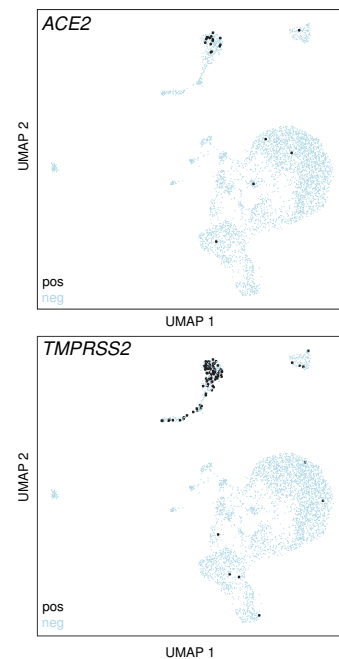 ACE2
UMAP 2
pos
neg
UMAP 1
TMPRSS2
UMAP 2
pos
neg
UMAP 1